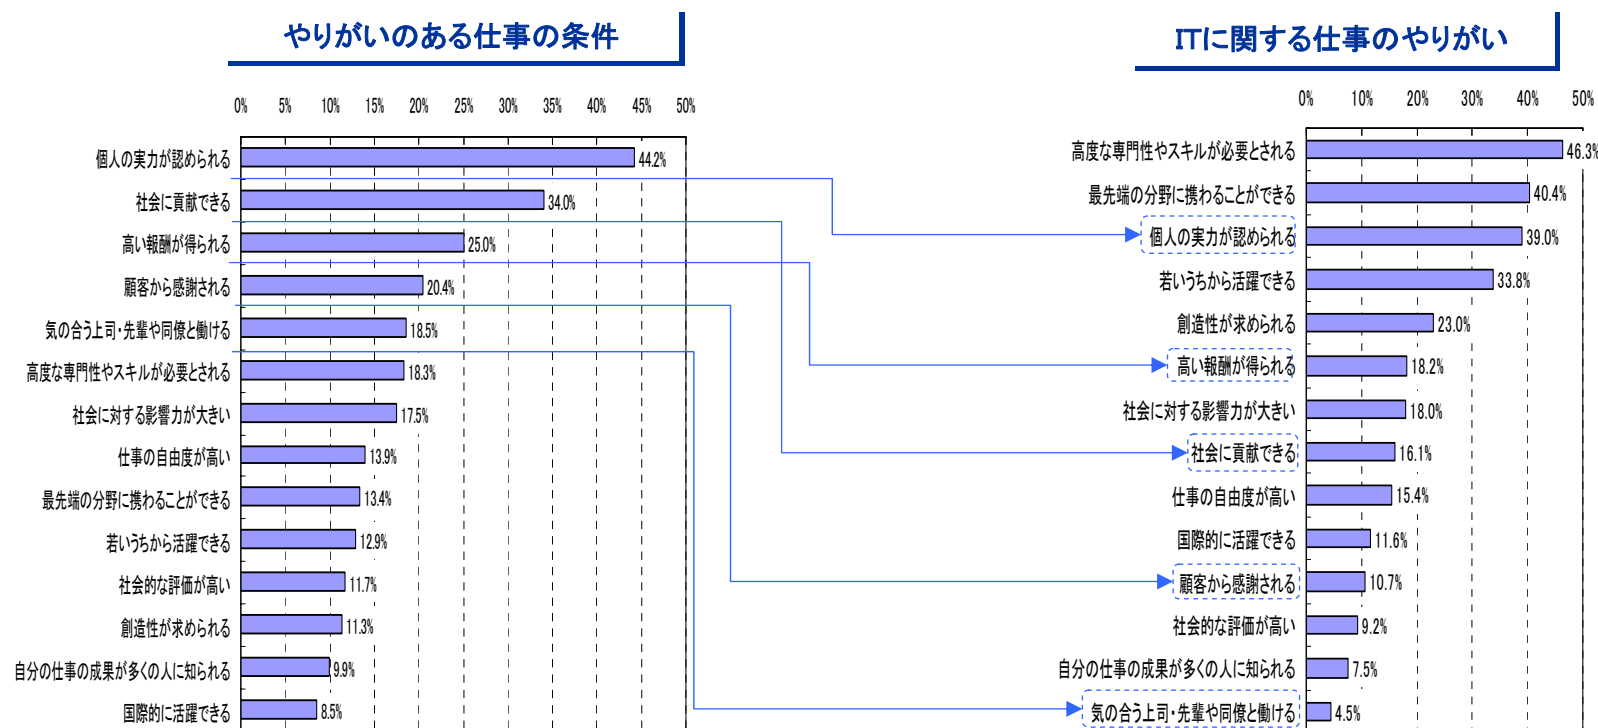 やりがいのある仕事の条件
0% 5% 10% 15% 20% 25% 30% 35% 40% 45% 50%
個人の実力が認められる 44.2%
社会に貢献できる 34.0%
高い報酬が得られる 25.0%
顧客から感謝される 20.4%
気の合う上司・先輩や同僚と働ける 18.5%
高度な専門性やスキルが必要とされる 18.3%
社会に対する影響力が大きい 17.5%
仕事の自由度が高い 13.9%
最先端の分野に携わることができる 13.4%
若いうちから活躍できる 12.9%
社会的な評価が高い 11.7%
創造性が求められる 11.3%
自分の仕事の成果が多くの人に知られる 9.9%
国際的に活躍できる 8.5%
ITに関する仕事のやりがい
0% 10% 20% 30% 40% 50%
高度な専門性やスキルが必要とされる 46.3%
最先端の分野に携わることができる 40.4%
個人の実力が認められる 39.0%
若いうちから活躍できる 33.8%
創造性が求められる 23.0%
高い報酬が得られる 18.2%
社会に対する影響力が大きい 18.0%
社会に貢献できる 16.1%
仕事の自由度が高い 15.4%
国際的に活躍できる 11.6%
顧客から感謝される 10.7%
社会的な評価が高い 9.2%
自分の仕事の成果が多くの人に知られる 7.5%
気の合う上司・先輩や同僚と働ける 4.5%